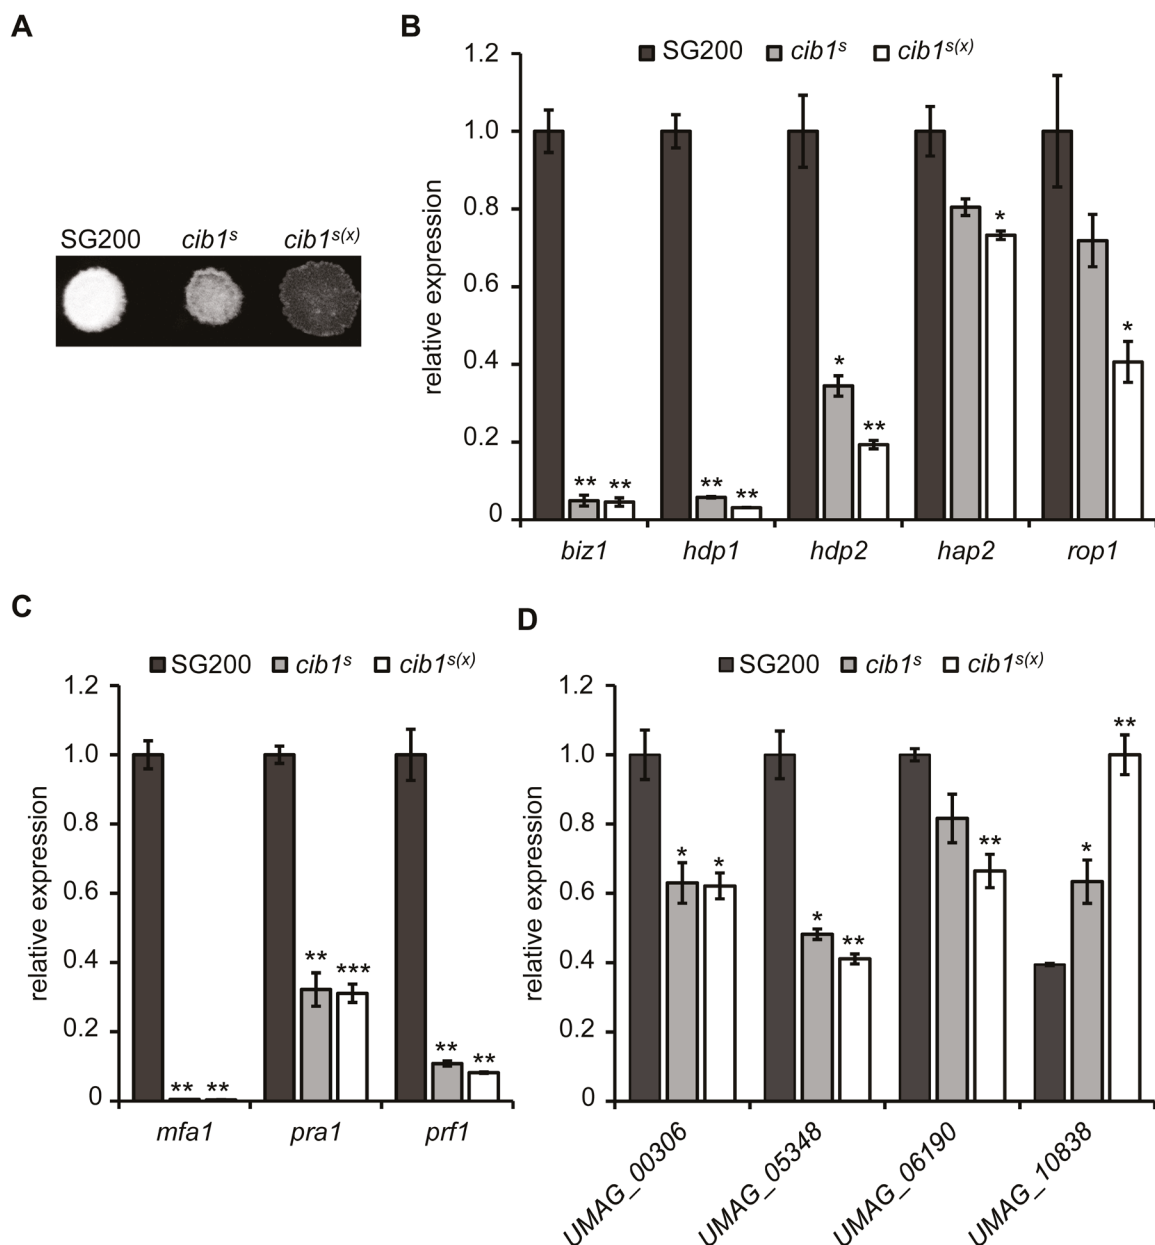 A
SG200 cib1s cib1s(x)
B
SG200 cib1s cib1s(x)
relative expression
1.2
1.0
0.8
0.6
0.4
0.2
0
** **
** **
* **
*
*
biz1 hdp1 hdp2 hap2 rop1
C
SG200 cib1s cib1s(x)
relative expression
1.2
1.0
0.8
0.6
0.4
0.2
0
** **
** ***
** **
mfa1 pra1 prf1
D
SG200 cib1s cib1s(x)
relative expression
1.2
1.0
0.8
0.6
0.4
0.2
0
* *
* **
**
* **
UMAG_00306 UMAG_05348 UMAG_06190 UMAG_10838